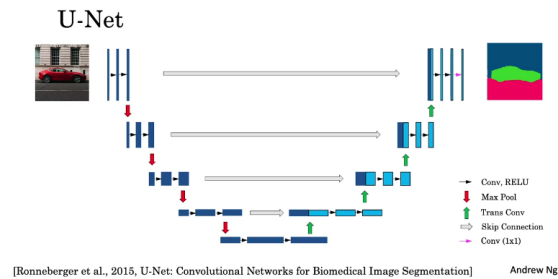 U-Net
Conv, RELU
Max Pool
Trans Conv
Skip Connection
Conv (1x1)
[Ronneberger et al., 2015, U-Net: Convolutional Networks for Biomedical Image Segmentation]
Andrew Ng